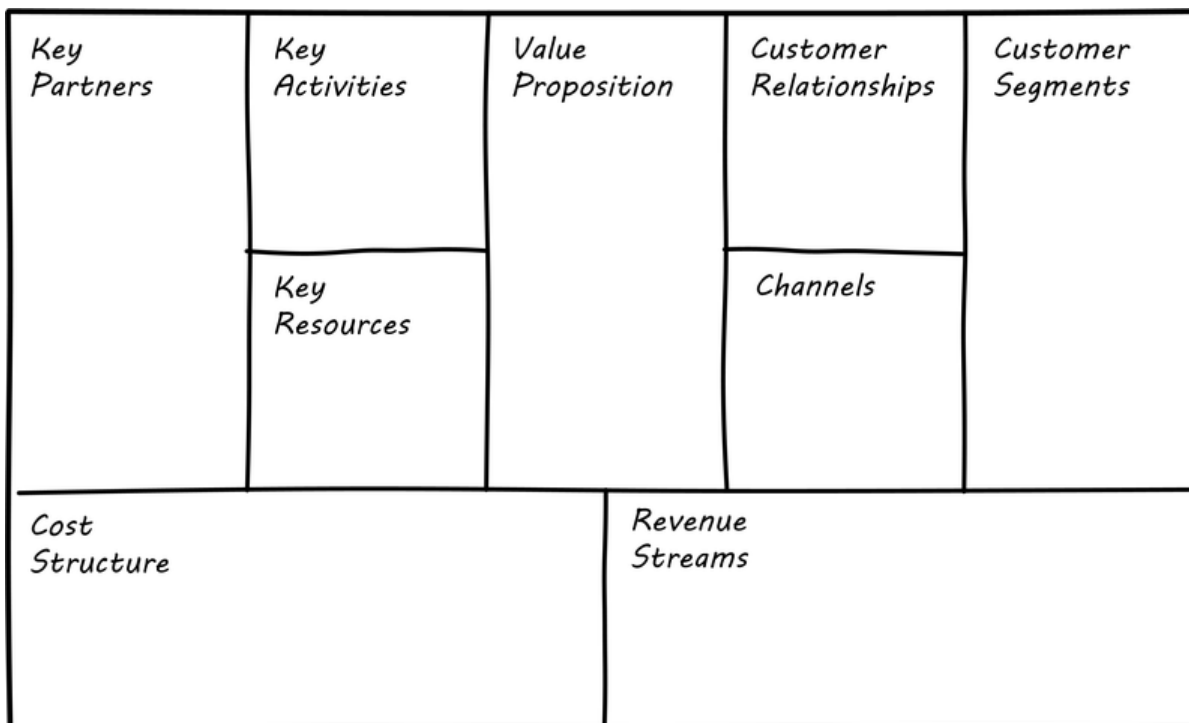 Key
Partners
Key
Activities
Key
Resources
Value
Proposition
Customer
Relationships
Channels
Customer
Segments
Cost
Structure
Revenue
Streams